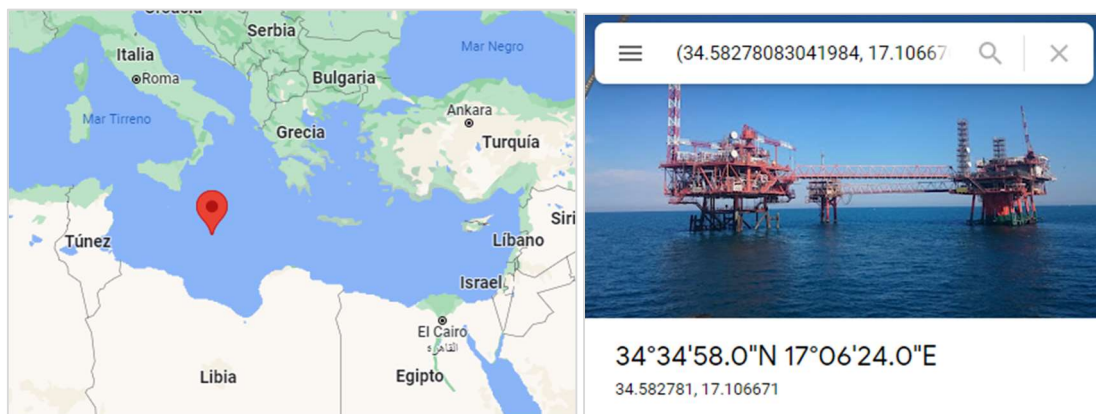 Croacia
Serbia
Italia
Roma
Mar Negro
Bulgaria
Mar Tirreno
Ankara
Grecia
Turquía
Túnez
Siri
Líbano
Israel
El Cairo
القاهرة
Libia
Egipto
(34.58278083041984, 17.10667
34°34'58.0"N 17°06'24.0"E
34.582781, 17.106671